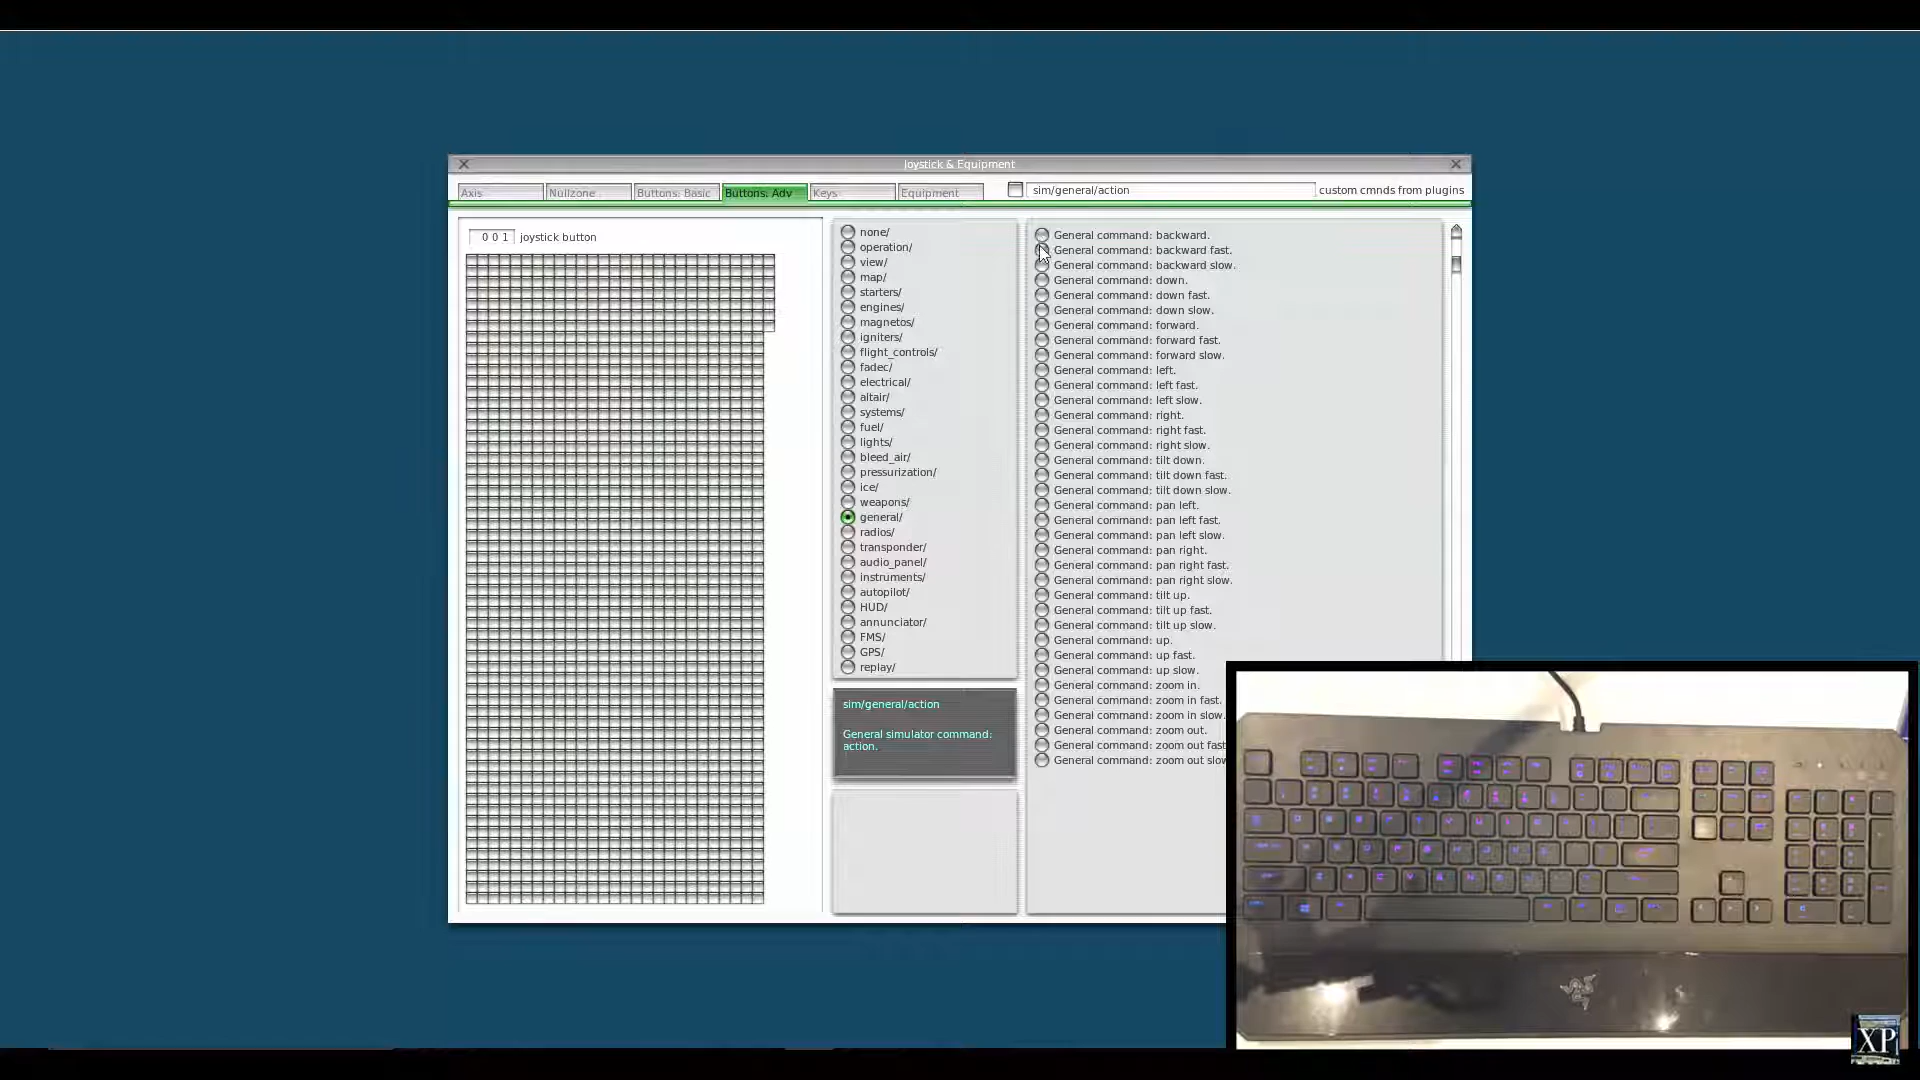 Joystick & Equipment
Axis
Nullzone
Buttons: Basic
Buttons: Adv
Keys
Equipment
sim/general/action
custom cmnds from plugins
0 0 1
joystick button
none/
operation/
view/
map/
starters/
engines/
magnetos/
igniters/
flight_controls/
fadec/
electrical/
altair/
systems/
fuel/
lights/
bleed_air/
pressurization/
ice/
weapons/
general/
radios/
transponder/
audio_panel/
instruments/
autopilot/
HUD/
annunciator/
FMS/
GPS/
replay/
sim/general/action
General simulator command:
action.
General command: backward.
General command: backward fast.
General command: backward slow.
General command: down.
General command: down fast.
General command: down slow.
General command: forward.
General command: forward fast.
General command: forward slow.
General command: left.
General command: left fast.
General command: left slow.
General command: right.
General command: right fast.
General command: right slow.
General command: tilt down.
General command: tilt down fast.
General command: tilt down slow.
General command: pan left.
General command: pan left fast.
General command: pan left slow.
General command: pan right.
General command: pan right fast.
General command: pan right slow.
General command: tilt up.
General command: tilt up fast.
General command: tilt up slow.
General command: up.
General command: up fast.
General command: up slow.
General command: zoom in.
General command: zoom in fast.
General command: zoom in slow.
General command: zoom out.
General command: zoom out fast
General command: zoom out slow
XP